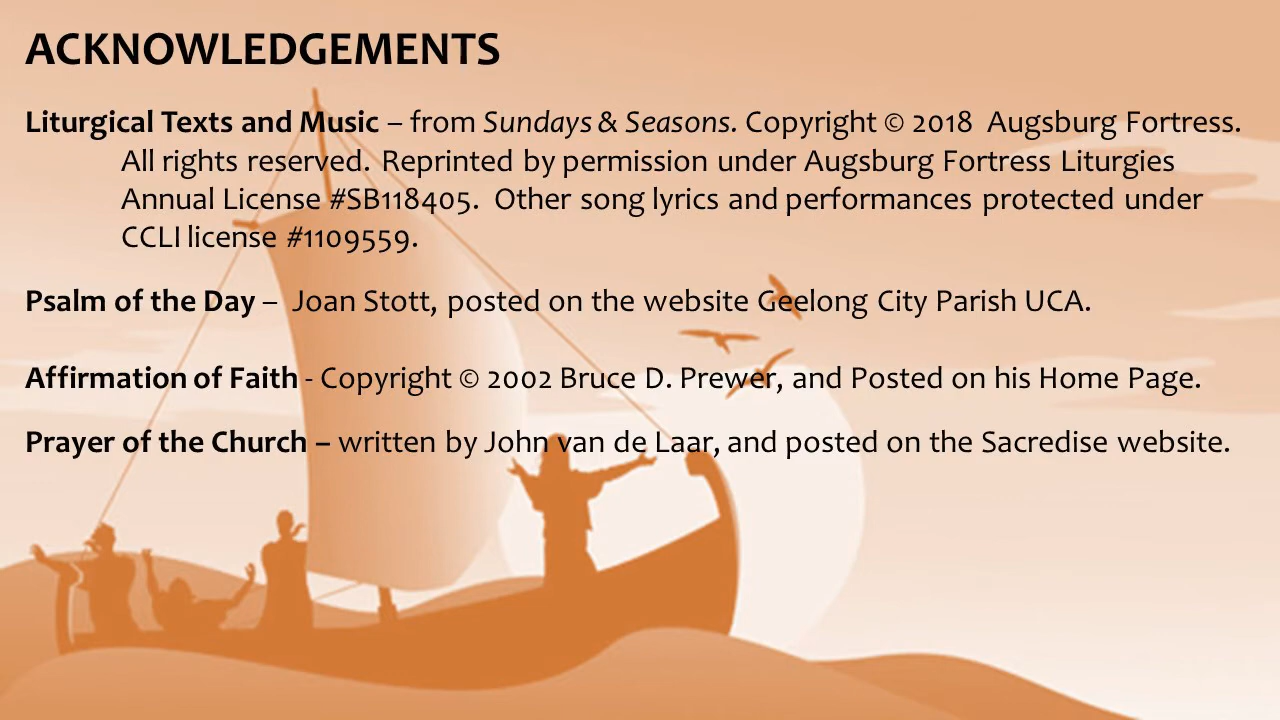 ACKNOWLEDGEMENTS
Liturgical Texts and Music – from Sundays & Seasons. Copyright © 2018 Augsburg Fortress.
All rights reserved. Reprinted by permission under Augsburg Fortress Liturgies
Annual License #SB118405. Other song lyrics and performances protected under
CCLI license #1109559.
Psalm of the Day – Joan Stott, posted on the website Geelong City Parish UCA.
Affirmation of Faith - Copyright © 2002 Bruce D. Prewer, and Posted on his Home Page.
Prayer of the Church – written by John van de Laar, and posted on the Sacredise website.